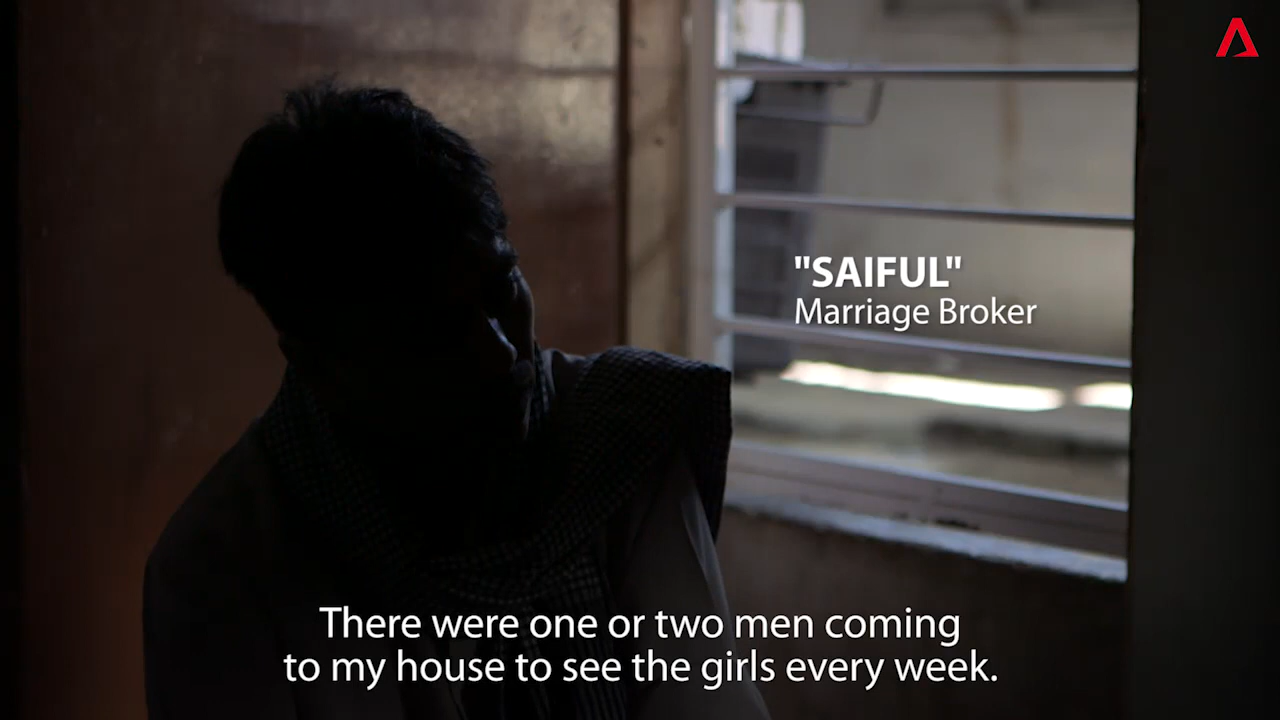 "SAIFUL"
Marriage Broker
There were one or two men coming
to my house to see the girls every week.